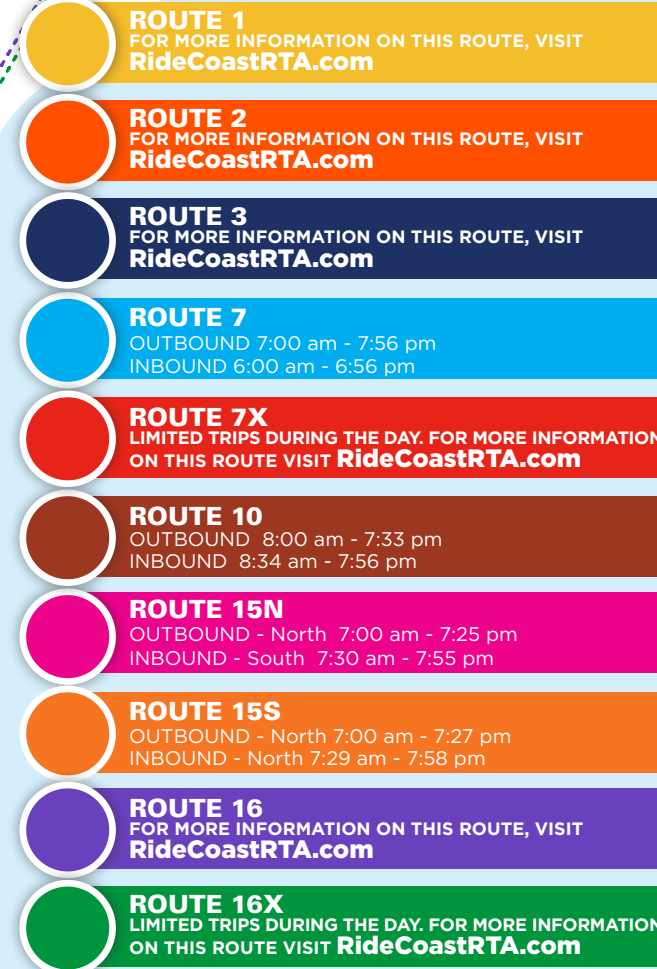 ROUTE 1
FOR MORE INFORMATION ON THIS ROUTE, VISIT
RideCoastRTA.com
ROUTE 2
FOR MORE INFORMATION ON THIS ROUTE, VISIT
RideCoastRTA.com
ROUTE 3
FOR MORE INFORMATION ON THIS ROUTE, VISIT
RideCoastRTA.com
ROUTE 7
OUTBOUND 7:00 am - 7:56 pm
INBOUND 6:00 am - 6:56 pm
ROUTE 7X
LIMITED TRIPS DURING THE DAY. FOR MORE INFORMATION
ON THIS ROUTE VISIT RideCoastRTA.com
ROUTE 10
OUTBOUND 8:00 am - 7:33 pm
INBOUND 8:34 am - 7:56 pm
ROUTE 15N
OUTBOUND - North 7:00 am - 7:25 pm
INBOUND - South 7:30 am - 7:55 pm
ROUTE 15S
OUTBOUND - North 7:00 am - 7:27 pm
INBOUND - North 7:29 am - 7:58 pm
ROUTE 16
FOR MORE INFORMATION ON THIS ROUTE, VISIT
RideCoastRTA.com
ROUTE 16X
LIMITED TRIPS DURING THE DAY. FOR MORE INFORMATION
ON THIS ROUTE VISIT RideCoastRTA.com